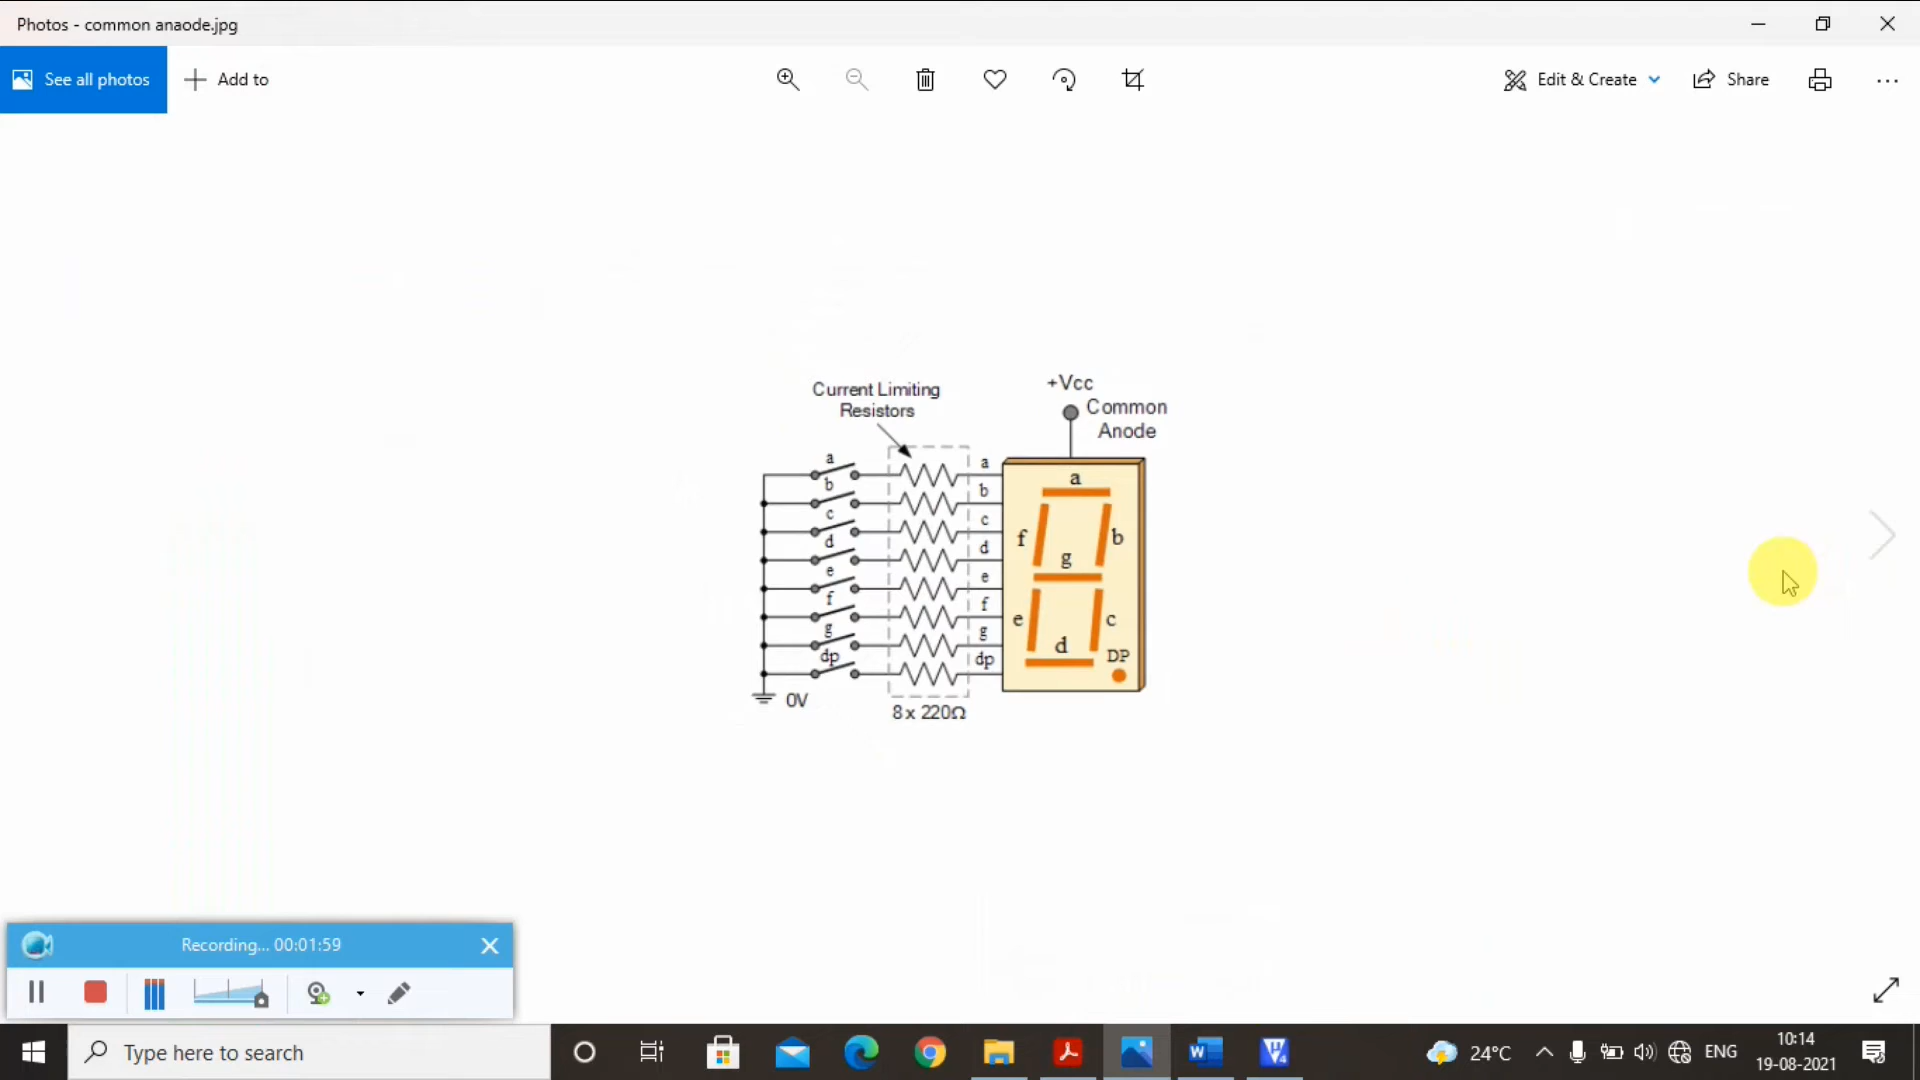 Photos - common anaode.jpg
See all photos
Add to
Edit & Create
Share
Current Limiting
Resistors
+Vcc
Common
Anode
a
b
c
d
e
f
g
dp
a
b
c
d
e
f
g
dp
a
f
b
g
e
c
d
DP
0V
8 x 220Ω
Recording... 00:01:59
Type here to search
24°C
ENG
10:14
19-08-2021